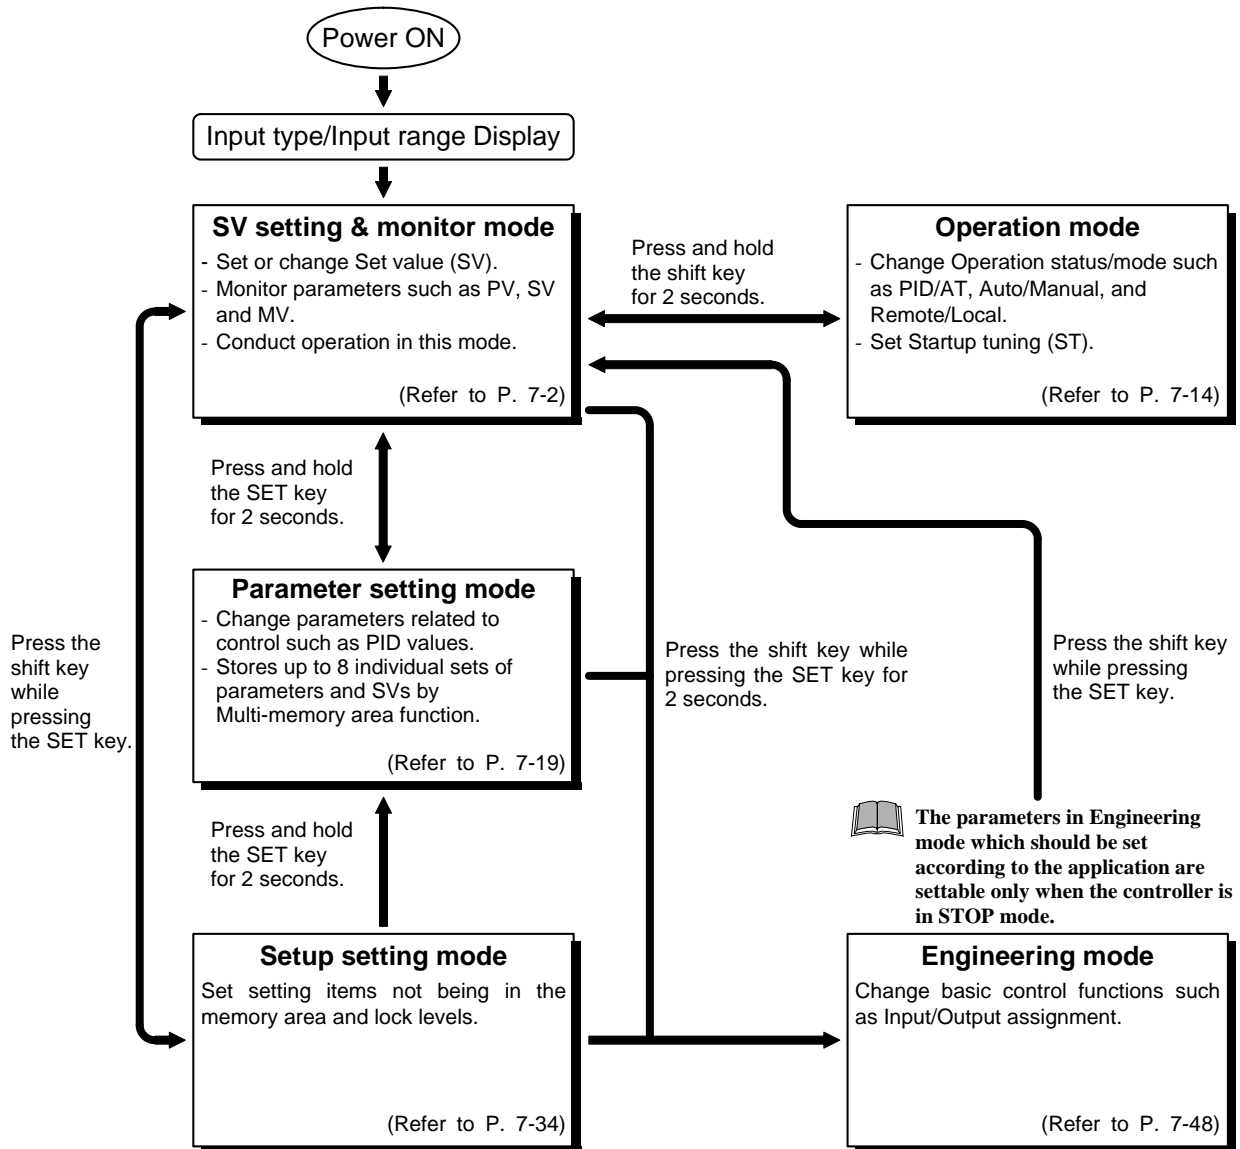 Power ON
Input type/Input range Display
SV setting & monitor mode
- Set or change Set value (SV).
- Monitor parameters such as PV, SV
and MV.
- Conduct operation in this mode.
(Refer to P. 7-2)
Press and hold
the shift key
for 2 seconds.
Operation mode
- Change Operation status/mode such
as PID/AT, Auto/Manual, and
Remote/Local.
- Set Startup tuning (ST).
(Refer to P. 7-14)
Press and hold
the SET key
for 2 seconds.
Parameter setting mode
- Change parameters related to
control such as PID values.
- Stores up to 8 individual sets of
parameters and SVs by
Multi-memory area function.
(Refer to P. 7-19)
Press the
shift key
while
pressing
the SET key.
Press the shift key while
pressing the SET key for
2 seconds.
Press the shift key
while pressing
the SET key.
Press and hold
the SET key
for 2 seconds.
The parameters in Engineering
mode which should be set
according to the application are
settable only when the controller is
in STOP mode.
Setup setting mode
Set setting items not being in the
memory area and lock levels.
(Refer to P. 7-34)
Engineering mode
Change basic control functions such
as Input/Output assignment.
(Refer to P. 7-48)